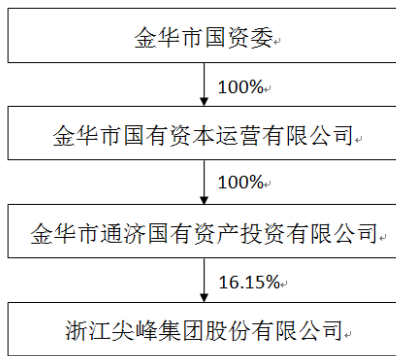 金华市国资委
100%
金华市国有资本运营有限公司
100%
金华市通济国有资产投资有限公司
16.15%
浙江尖峰集团股份有限公司